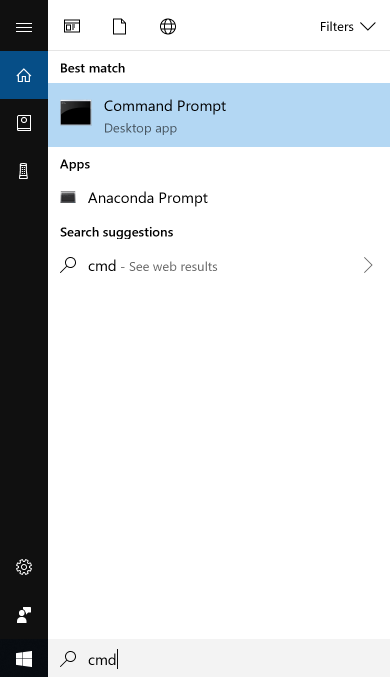 Filters
Best match
Command Prompt
Desktop app
Apps
Anaconda Prompt
Search suggestions
cmd - See web results
cmd